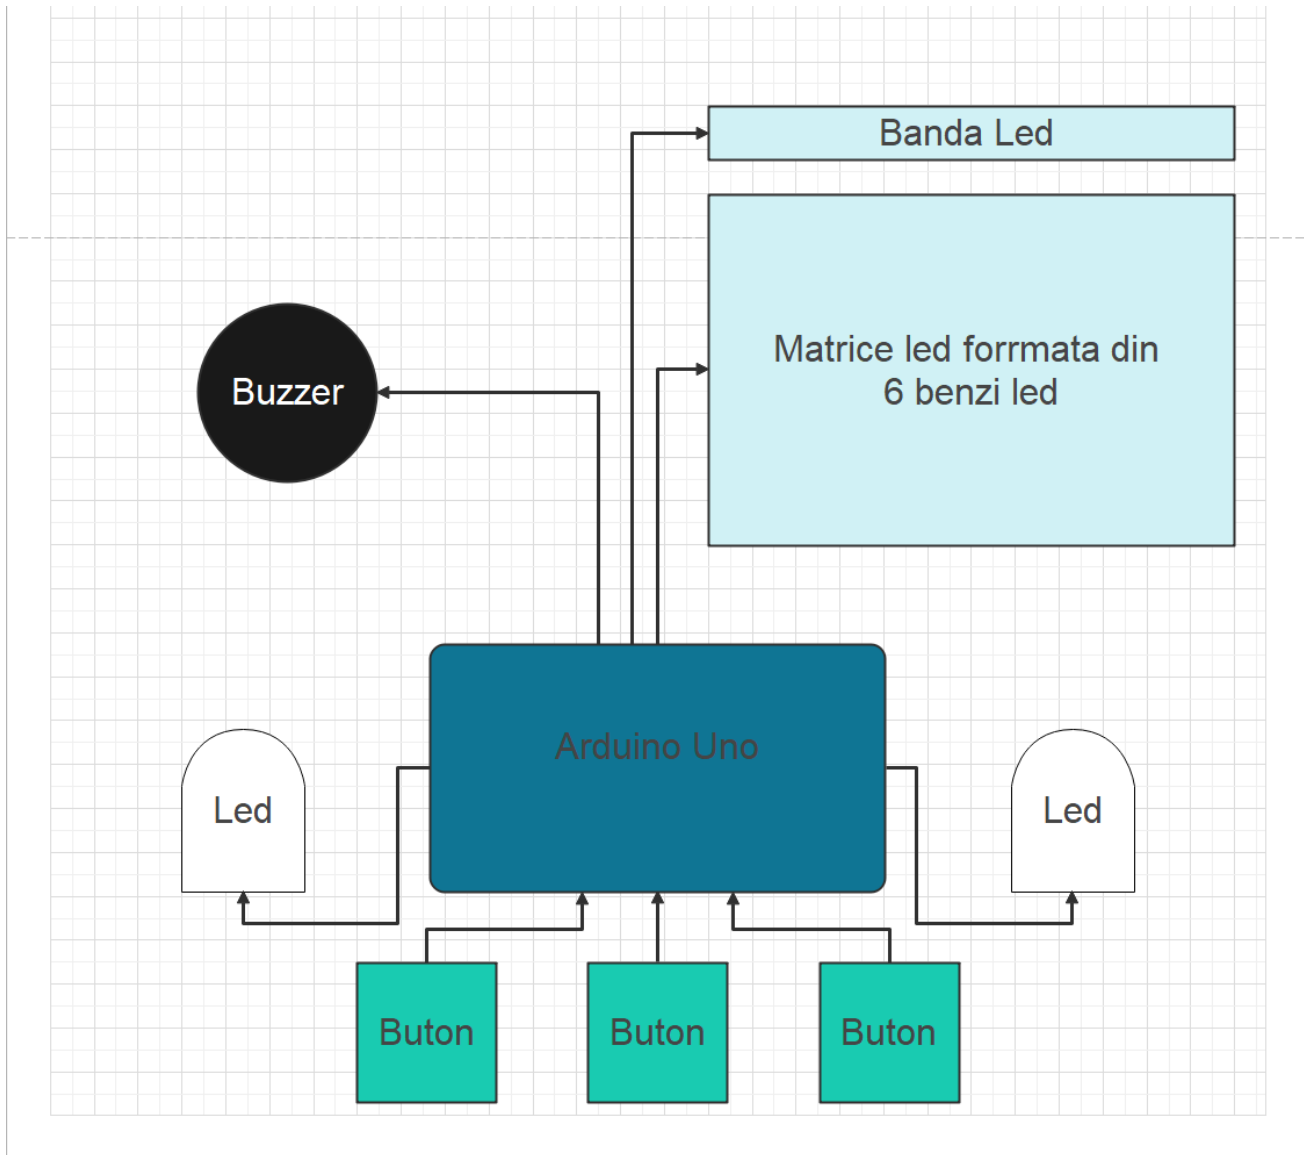 Banda Led
Matrice led forrmata din
6 benzi led
Buzzer
Arduino Uno
Led
Led
Buton
Buton
Buton